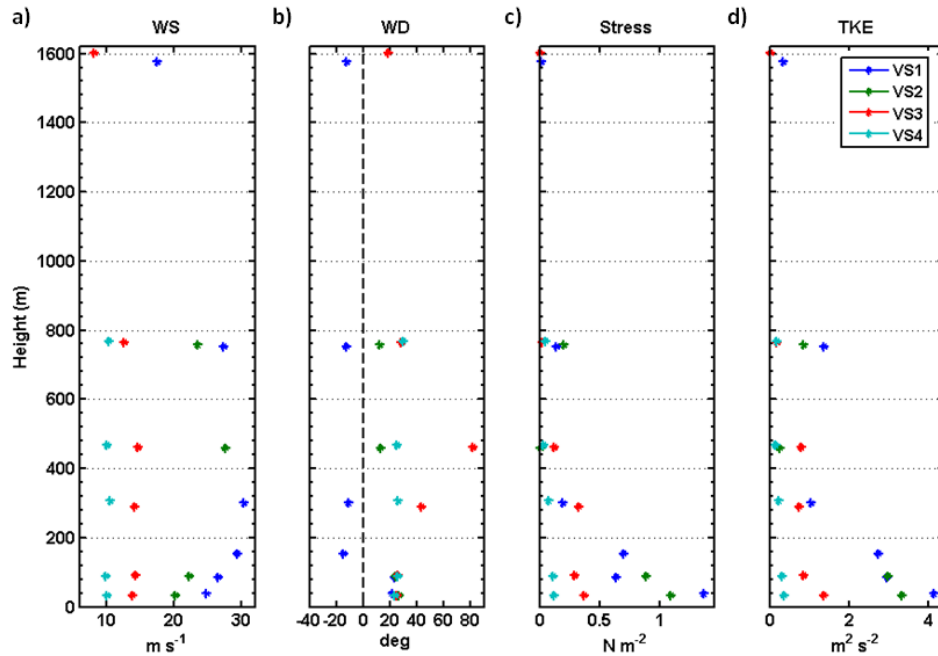 a) WS b) WD c) Stress d) TKE
1600
1400
1200
1000
800
600
400
200
0
Height (m)
VS1
VS2
VS3
VS4
10 20 30
-40 -20 0 20 40 60 80
0 0.5 1
0 1 2 3 4
m s⁻¹ deg N m⁻² m² s⁻²